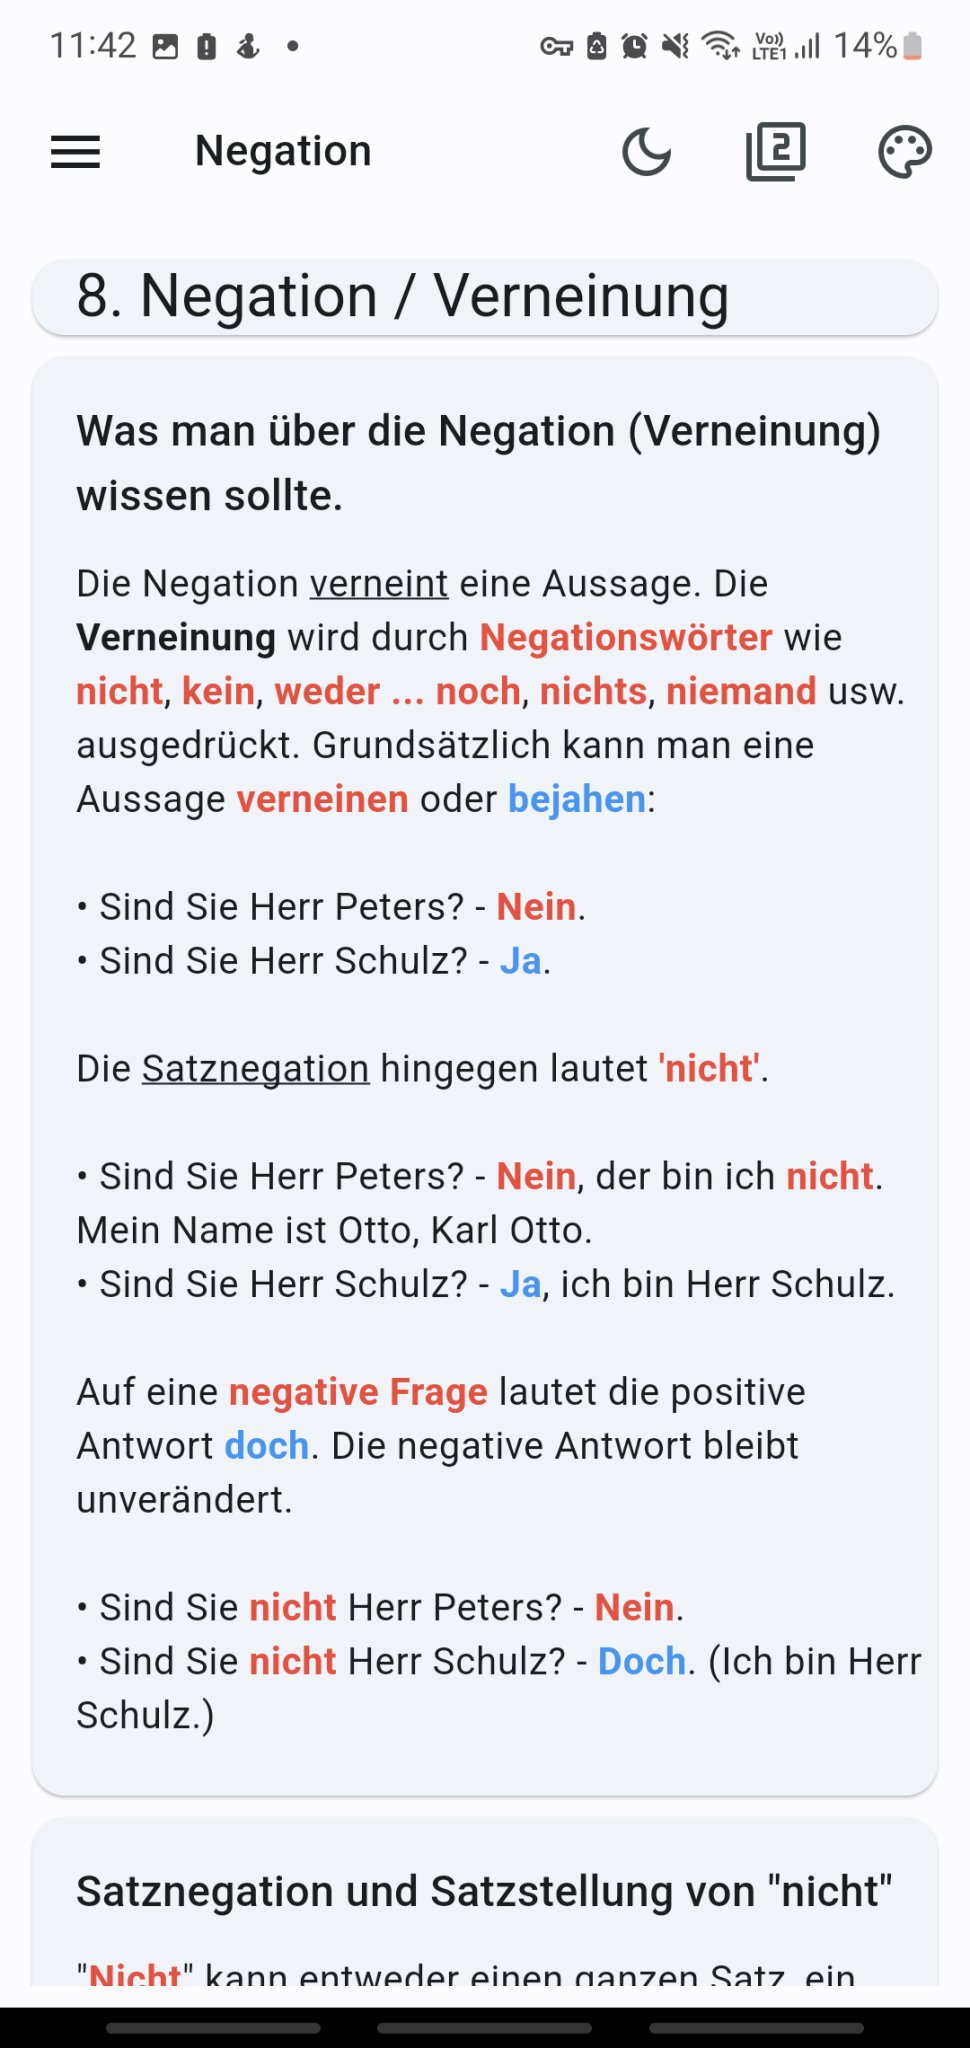 11:42
Vo)) LTE1 14%
Negation
2
8. Negation / Verneinung
Was man über die Negation (Verneinung)
wissen sollte.
Die Negation verneint eine Aussage. Die
Verneinung wird durch Negationswörter wie
nicht, kein, weder ... noch, nichts, niemand usw.
ausgedrückt. Grundsätzlich kann man eine
Aussage verneinen oder bejahen:
• Sind Sie Herr Peters? - Nein.
• Sind Sie Herr Schulz? - Ja.
Die Satznegation hingegen lautet 'nicht'.
• Sind Sie Herr Peters? - Nein, der bin ich nicht.
Mein Name ist Otto, Karl Otto.
• Sind Sie Herr Schulz? - Ja, ich bin Herr Schulz.
Auf eine negative Frage lautet die positive
Antwort doch. Die negative Antwort bleibt
unverändert.
• Sind Sie nicht Herr Peters? - Nein.
• Sind Sie nicht Herr Schulz? - Doch. (Ich bin Herr
Schulz.)
Satznegation und Satzstellung von "nicht"
"Nicht" kann entweder einen ganzen Satz, ein